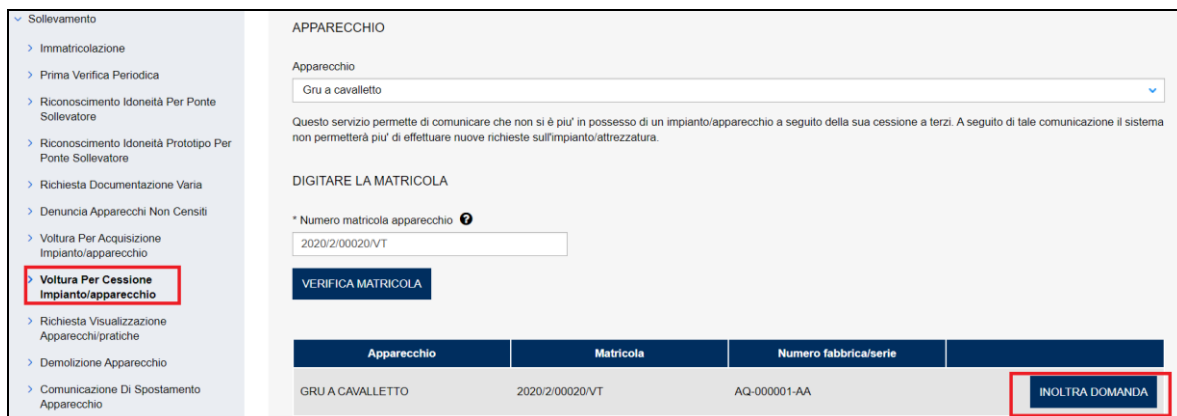 Sollevamento
Immatricolazione
Prima Verifica Periodica
Riconoscimento Idoneità Per Ponte
Sollevatore
Riconoscimento Idoneità Prototipo Per
Ponte Sollevatore
Richiesta Documentazione Varia
Denuncia Apparecchi Non Censiti
Voltura Per Acquisizione
Impianto/apparecchio
Voltura Per Cessione
Impianto/apparecchio
Richiesta Visualizzazione
Apparecchi/pratiche
Demolizione Apparecchio
Comunicazione Di Spostamento
Apparecchio
APPARECCHIO
Apparecchio
Gru a cavalletto
Questo servizio permette di comunicare che non si è piu' in possesso di un impianto/apparecchio a seguito della sua cessione a terzi. A seguito di tale comunicazione il sistema
non permetterà piu' di effettuare nuove richieste sull'impianto/attrezzatura.
DIGITARE LA MATRICOLA
* Numero matricola apparecchio ?
2020/2/00020/VT
VERIFICA MATRICOLA
Apparecchio Matricola Numero fabbrica/serie
GRU A CAVALLETTO 2020/2/00020/VT AQ-000001-AA INOLTRA DOMANDA